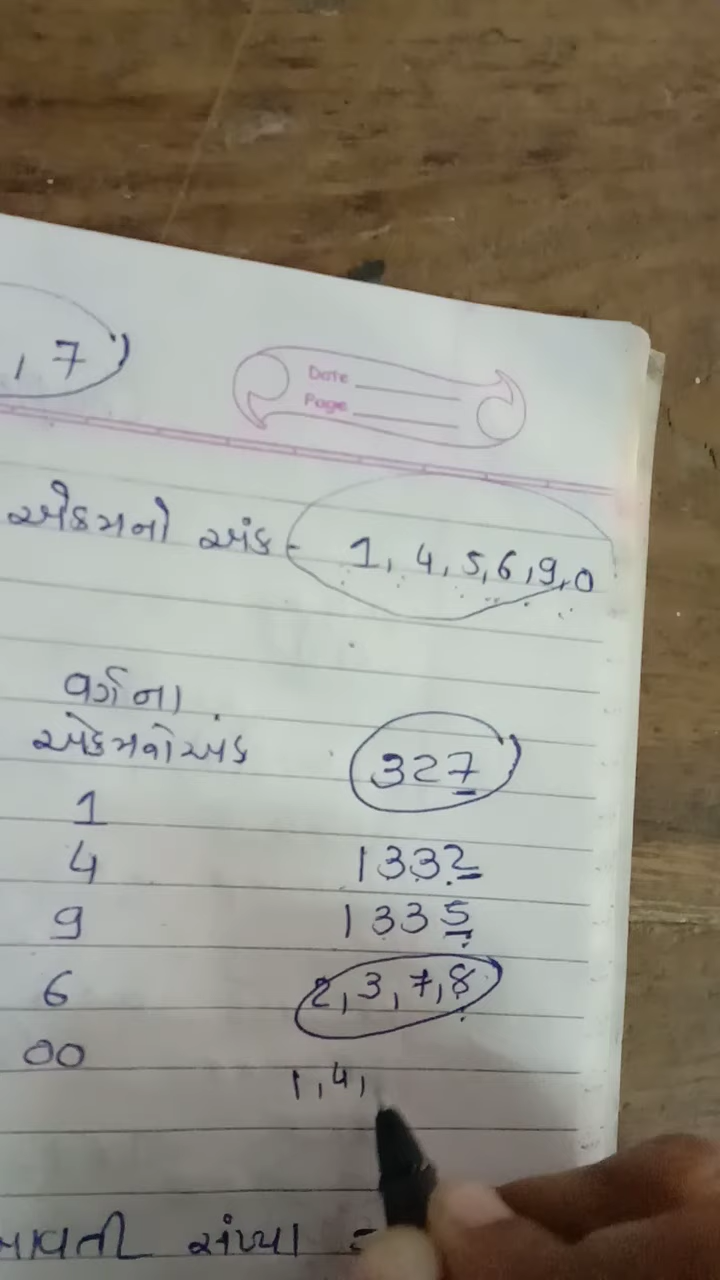 , 7
Date
Page
એકમનો અંક - 1, 4, 5, 6, 9, 0
વર્ગના
એકમનો અંક
327
1
4 1332
9 1335
6 2, 3, 7, 8
00
1, 4,
આવતી સંખ્યા =